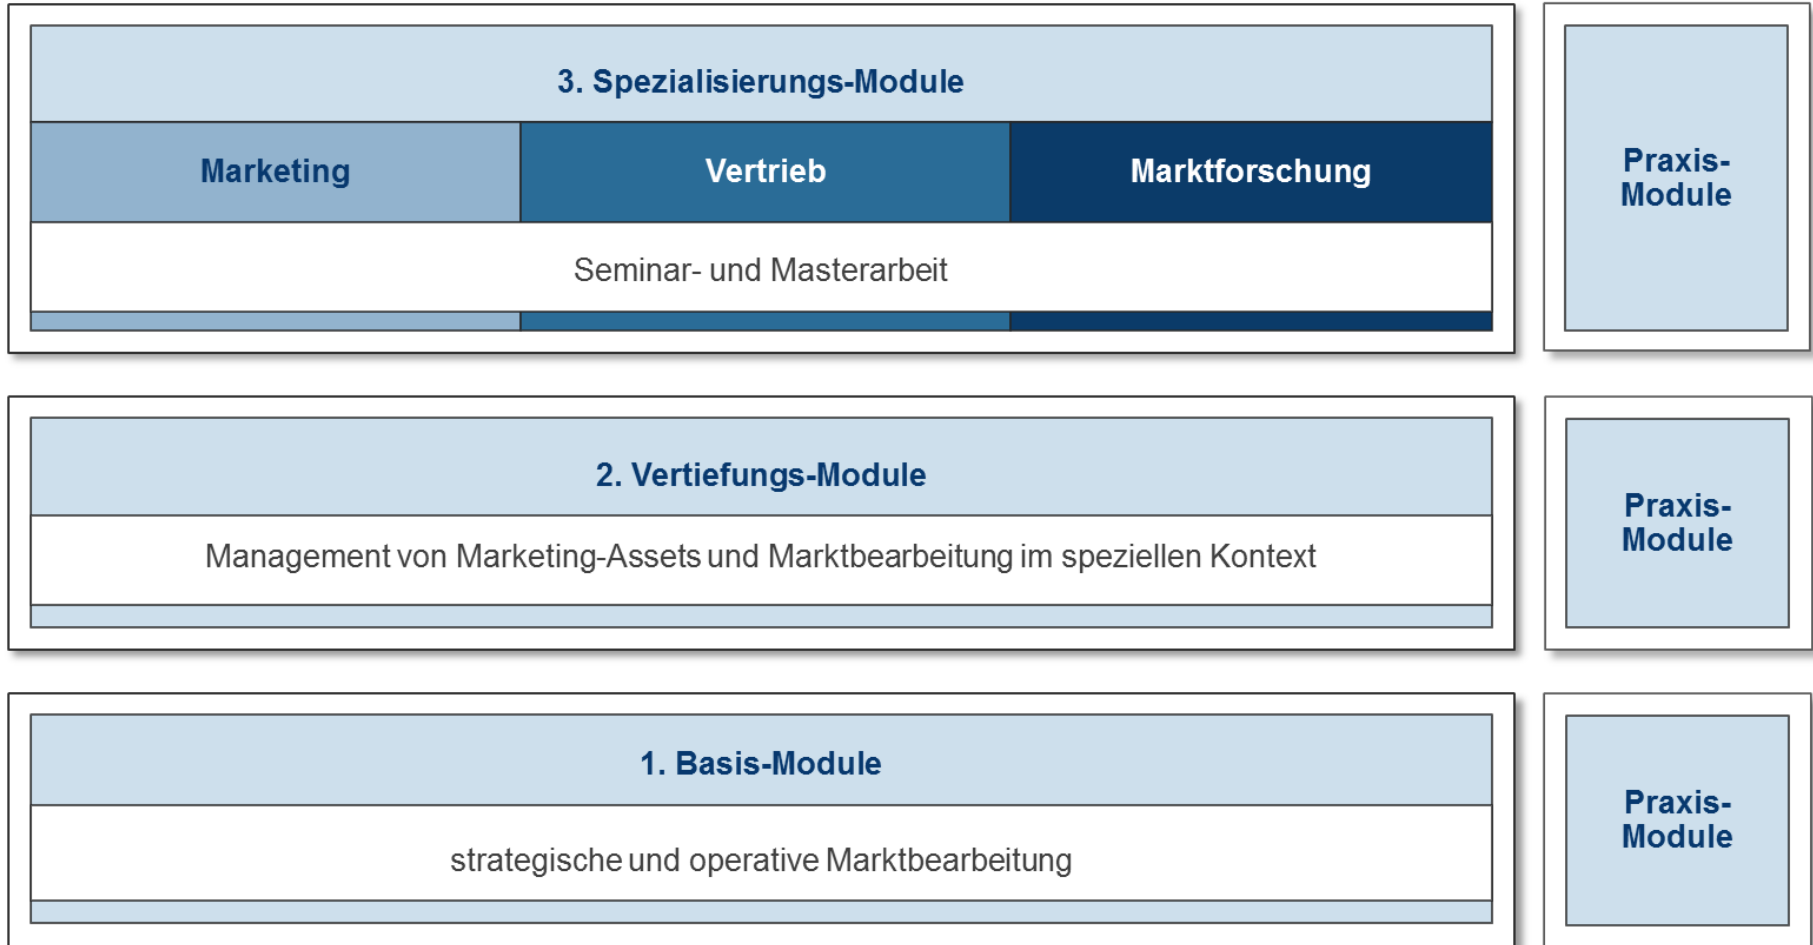 3. Spezialisierungs-Module
Marketing
Vertrieb
Marktforschung
Seminar- und Masterarbeit
Praxis-
Module
2. Vertiefungs-Module
Management von Marketing-Assets und Marktbearbeitung im speziellen Kontext
Praxis-
Module
1. Basis-Module
strategische und operative Marktbearbeitung
Praxis-
Module